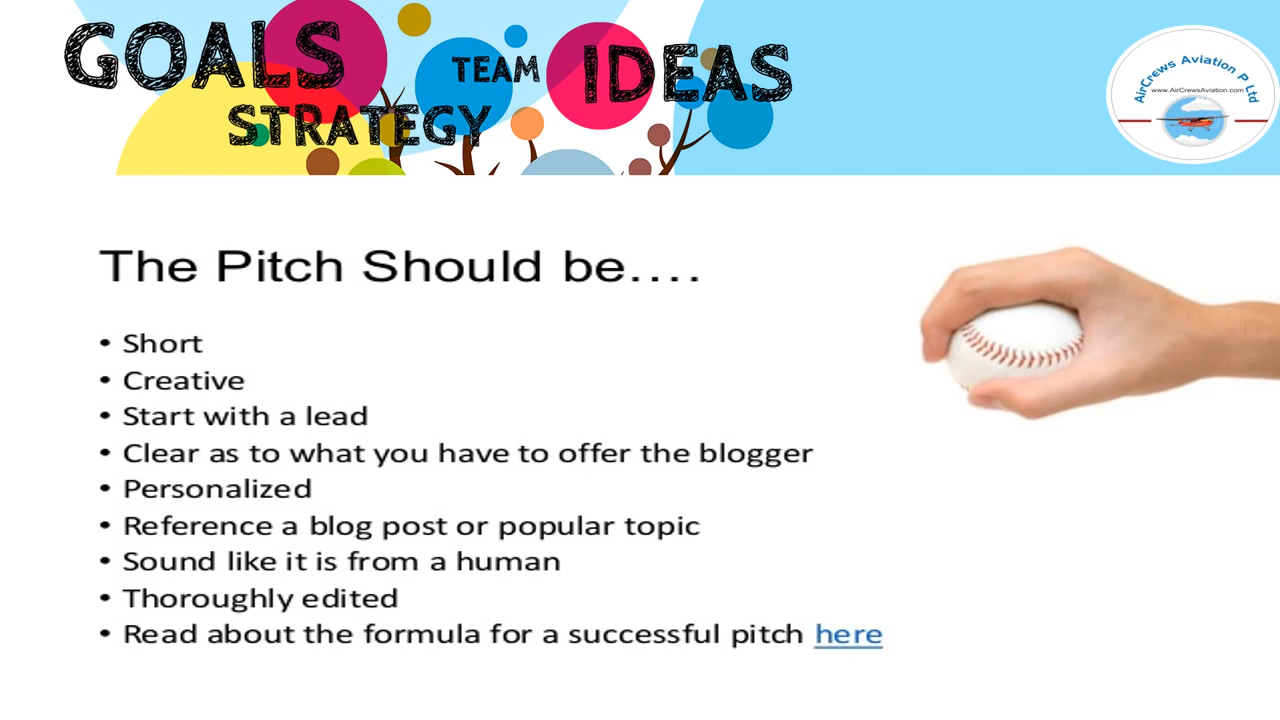 GOALS
TEAM
IDEAS
STRATEGY
AirCrews Aviation P Ltd
www.AirCrewsAviation.com
The Pitch Should be....
• Short
• Creative
• Start with a lead
• Clear as to what you have to offer the blogger
• Personalized
• Reference a blog post or popular topic
• Sound like it is from a human
• Thoroughly edited
• Read about the formula for a successful pitch here